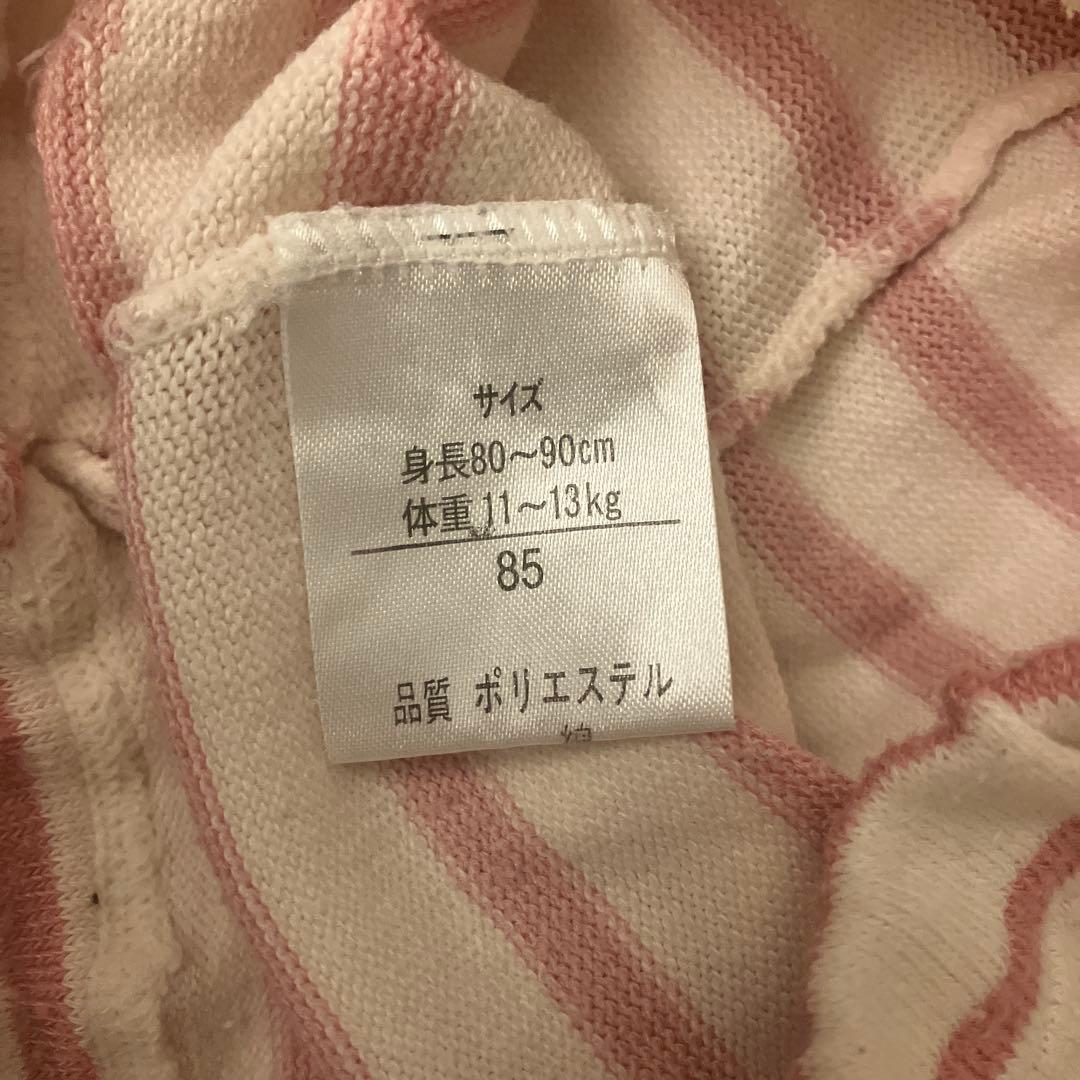 サイズ
身長80～90cm
体重11～13kg
85
品質 ポリエステル